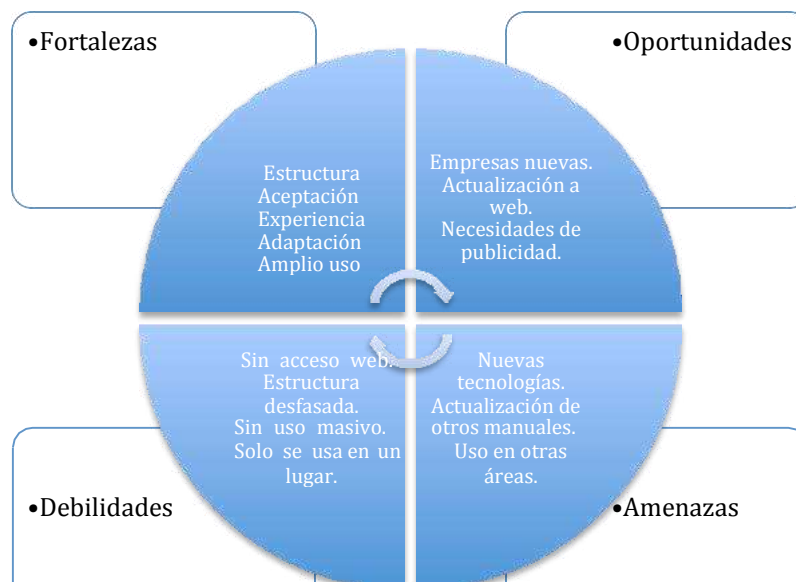 •Fortalezas
Estructura
Aceptación
Experiencia
Adaptación
Amplio uso
•Oportunidades
Empresas nuevas.
Actualización a
web.
Necesidades de
publicidad.
Sin acceso web.
Estructura
desfasada.
Sin uso masivo.
Solo se usa en un
lugar.
•Debilidades
Nuevas
tecnologías.
Actualización de
otros manuales.
Uso en otras
áreas.
•Amenazas